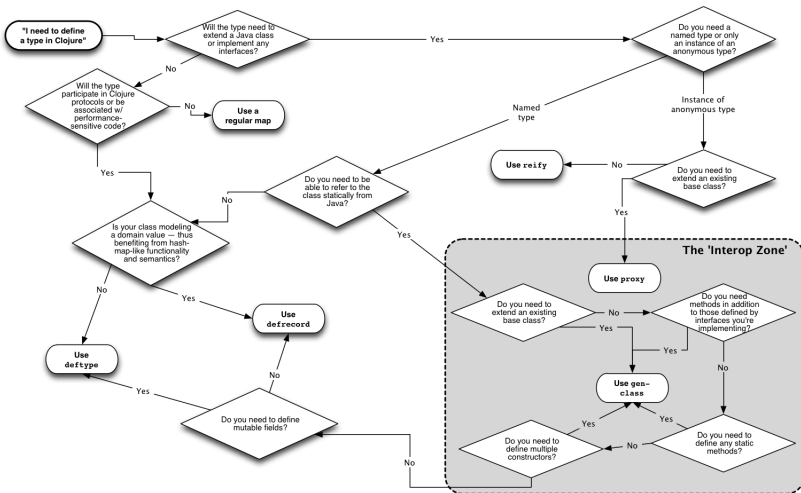 "I need to define
a type in Clojure"
Will the type need to
extend a Java class
or implement any
interfaces?
Yes
Do you need a
named type or only
an instance of an
anonymous type?
No
Will the type
participate in Clojure
protocols or be
associated w/
performance-
sensitive code?
No
Use a
regular map
Named
type
Instance of
anonymous type
Use reify
No
Do you need to
extend an existing
base class?
Yes
Do you need to be
able to refer to the
class statically from
Java?
No
Yes
Yes
Is your class modeling
a domain value — thus
benefiting from hash-
map-like functionality
and semantics?
The 'Interop Zone'
Use proxy
No
Yes
Use
defrecord
Do you need to
extend an existing
base class?
No
Do you need
methods in addition
to those defined by
interfaces you're
implementing?
Yes
Yes
Use
deftype
No
Yes
Use gen-
class
No
Do you need to define
mutable fields?
Yes
Yes
Do you need to
define multiple
constructors?
No
Do you need to
define any static
methods?
No